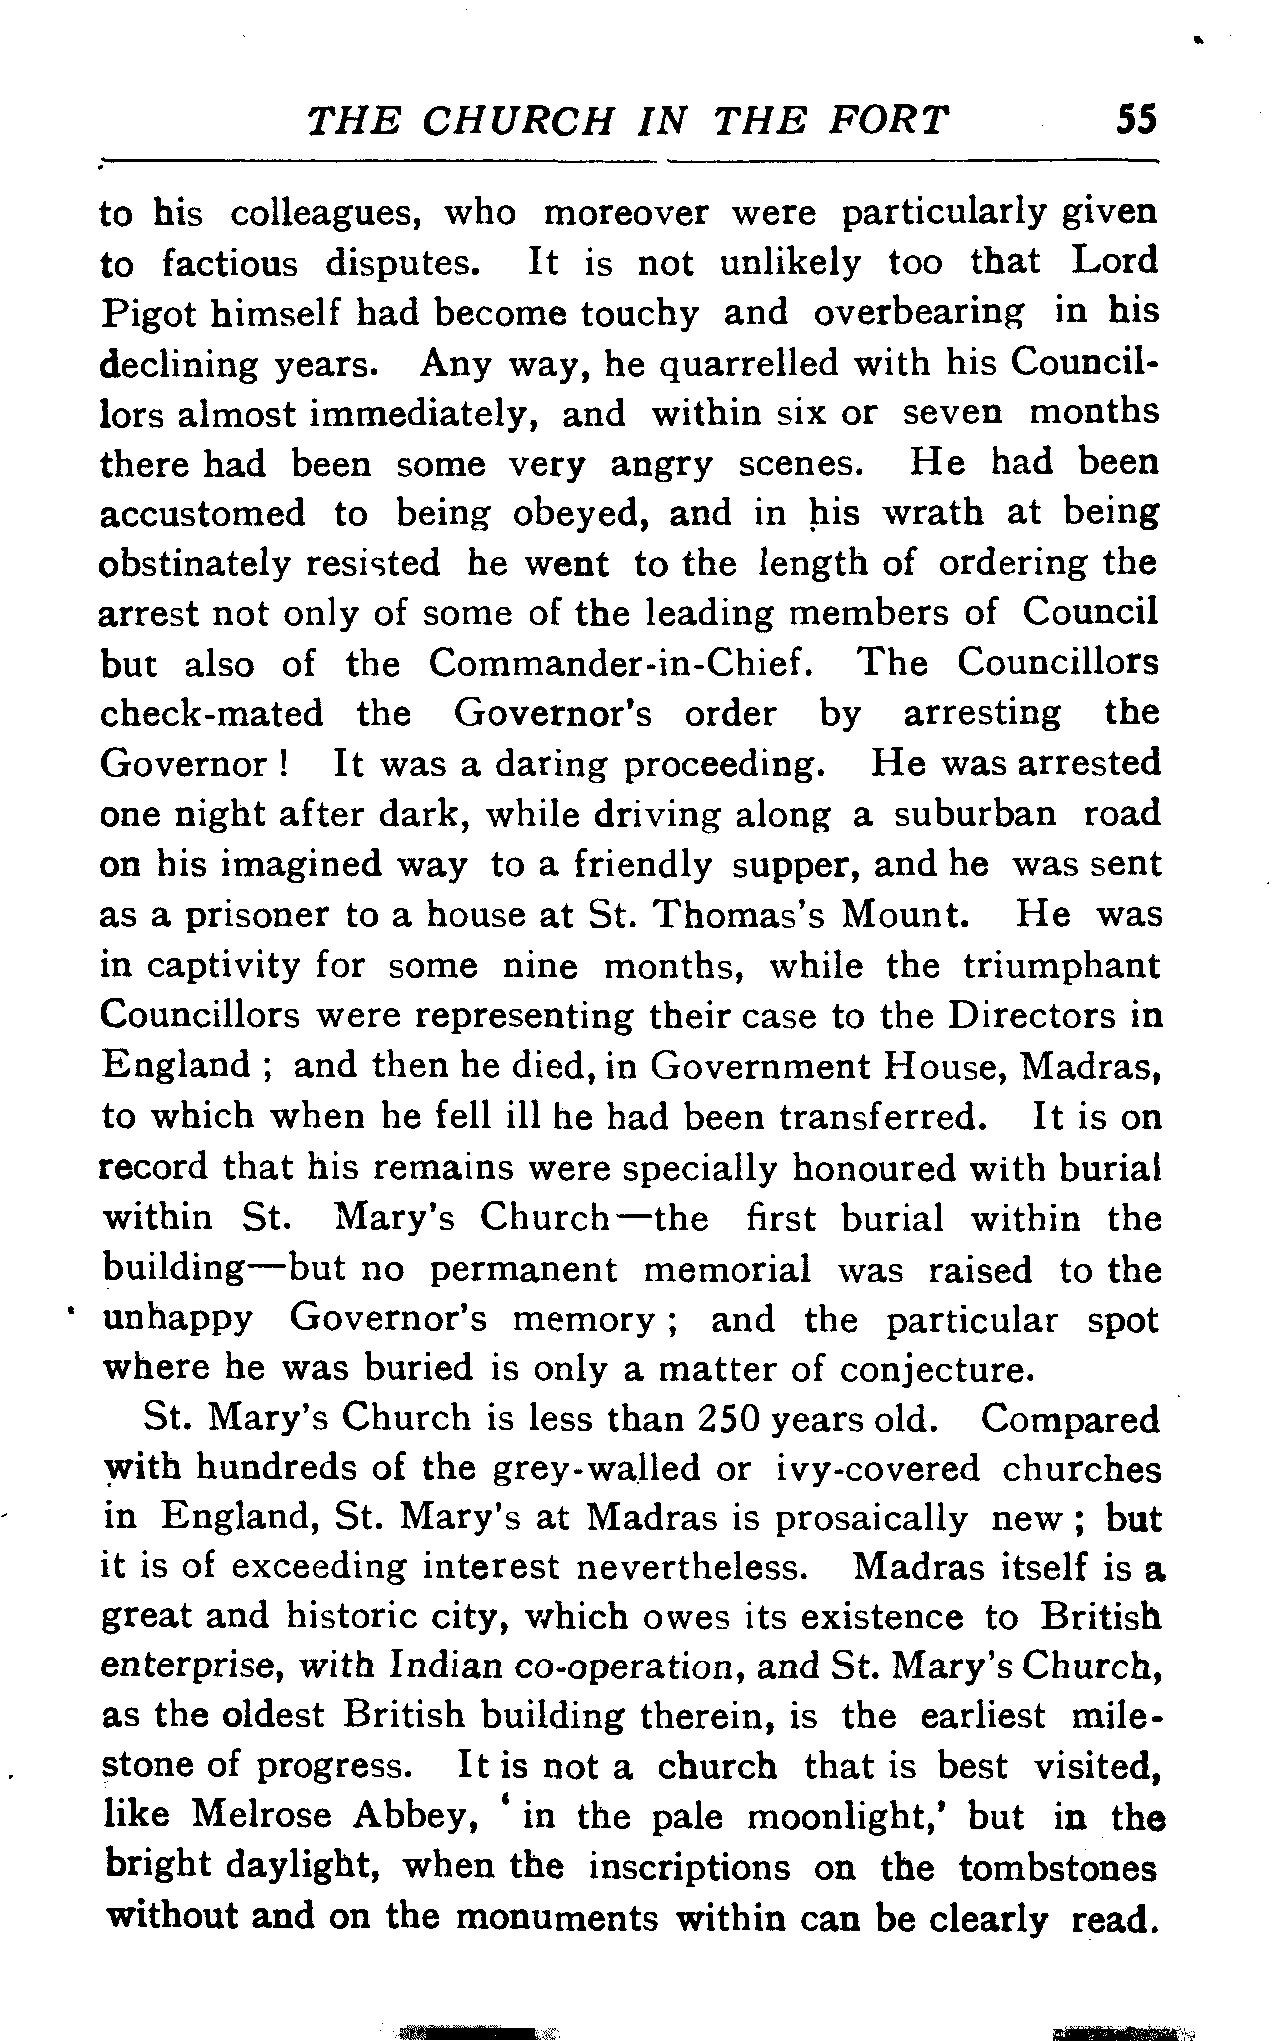 THE CHURCH IN THE FORT 55
to his colleagues, who moreover were particularly given
to factious disputes. It is not unlikely too that Lord
Pigot himself had become touchy and overbearing in his
declining years. Any way, he quarrelled with his Council-
lors almost immediately, and within six or seven months
there had been some very angry scenes. He had been
accustomed to being obeyed, and in his wrath at being
obstinately resisted he went to the length of ordering the
arrest not only of some of the leading members of Council
but also of the Commander-in-Chief. The Councillors
check-mated the Governor's order by arresting the
Governor ! It was a daring proceeding. He was arrested
one night after dark, while driving along a suburban road
on his imagined way to a friendly supper, and he was sent
as a prisoner to a house at St. Thomas's Mount. He was
in captivity for some nine months, while the triumphant
Councillors were representing their case to the Directors in
England ; and then he died, in Government House, Madras,
to which when he fell ill he had been transferred. It is on
record that his remains were specially honoured with burial
within St. Mary's Church—the first burial within the
building—but no permanent memorial was raised to the
unhappy Governor's memory ; and the particular spot
where he was buried is only a matter of conjecture.
St. Mary's Church is less than 250 years old. Compared
with hundreds of the grey-walled or ivy-covered churches
in England, St. Mary's at Madras is prosaically new ; but
it is of exceeding interest nevertheless. Madras itself is a
great and historic city, which owes its existence to British
enterprise, with Indian co-operation, and St. Mary's Church,
as the oldest British building therein, is the earliest mile-
stone of progress. It is not a church that is best visited,
like Melrose Abbey, ‘ in the pale moonlight,’ but in the
bright daylight, when the inscriptions on the tombstones
without and on the monuments within can be clearly read.